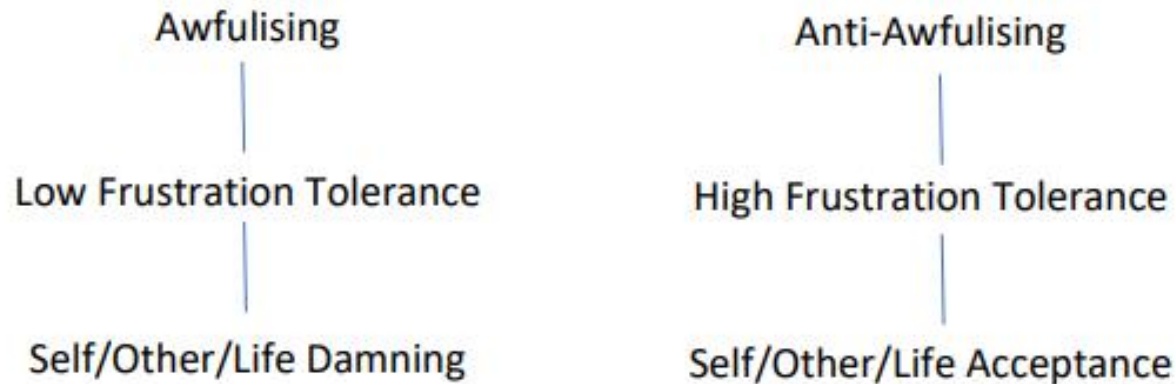 Awfulising
Low Frustration Tolerance
Self/Other/Life Damning
Anti-Awfulising
High Frustration Tolerance
Self/Other/Life Acceptance